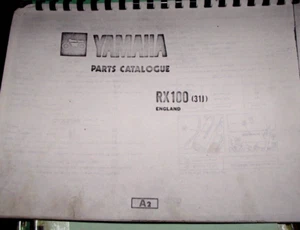 YAMAHA
PARTS CATALOGUE
RX100 (31J)
ENGLAND
A2